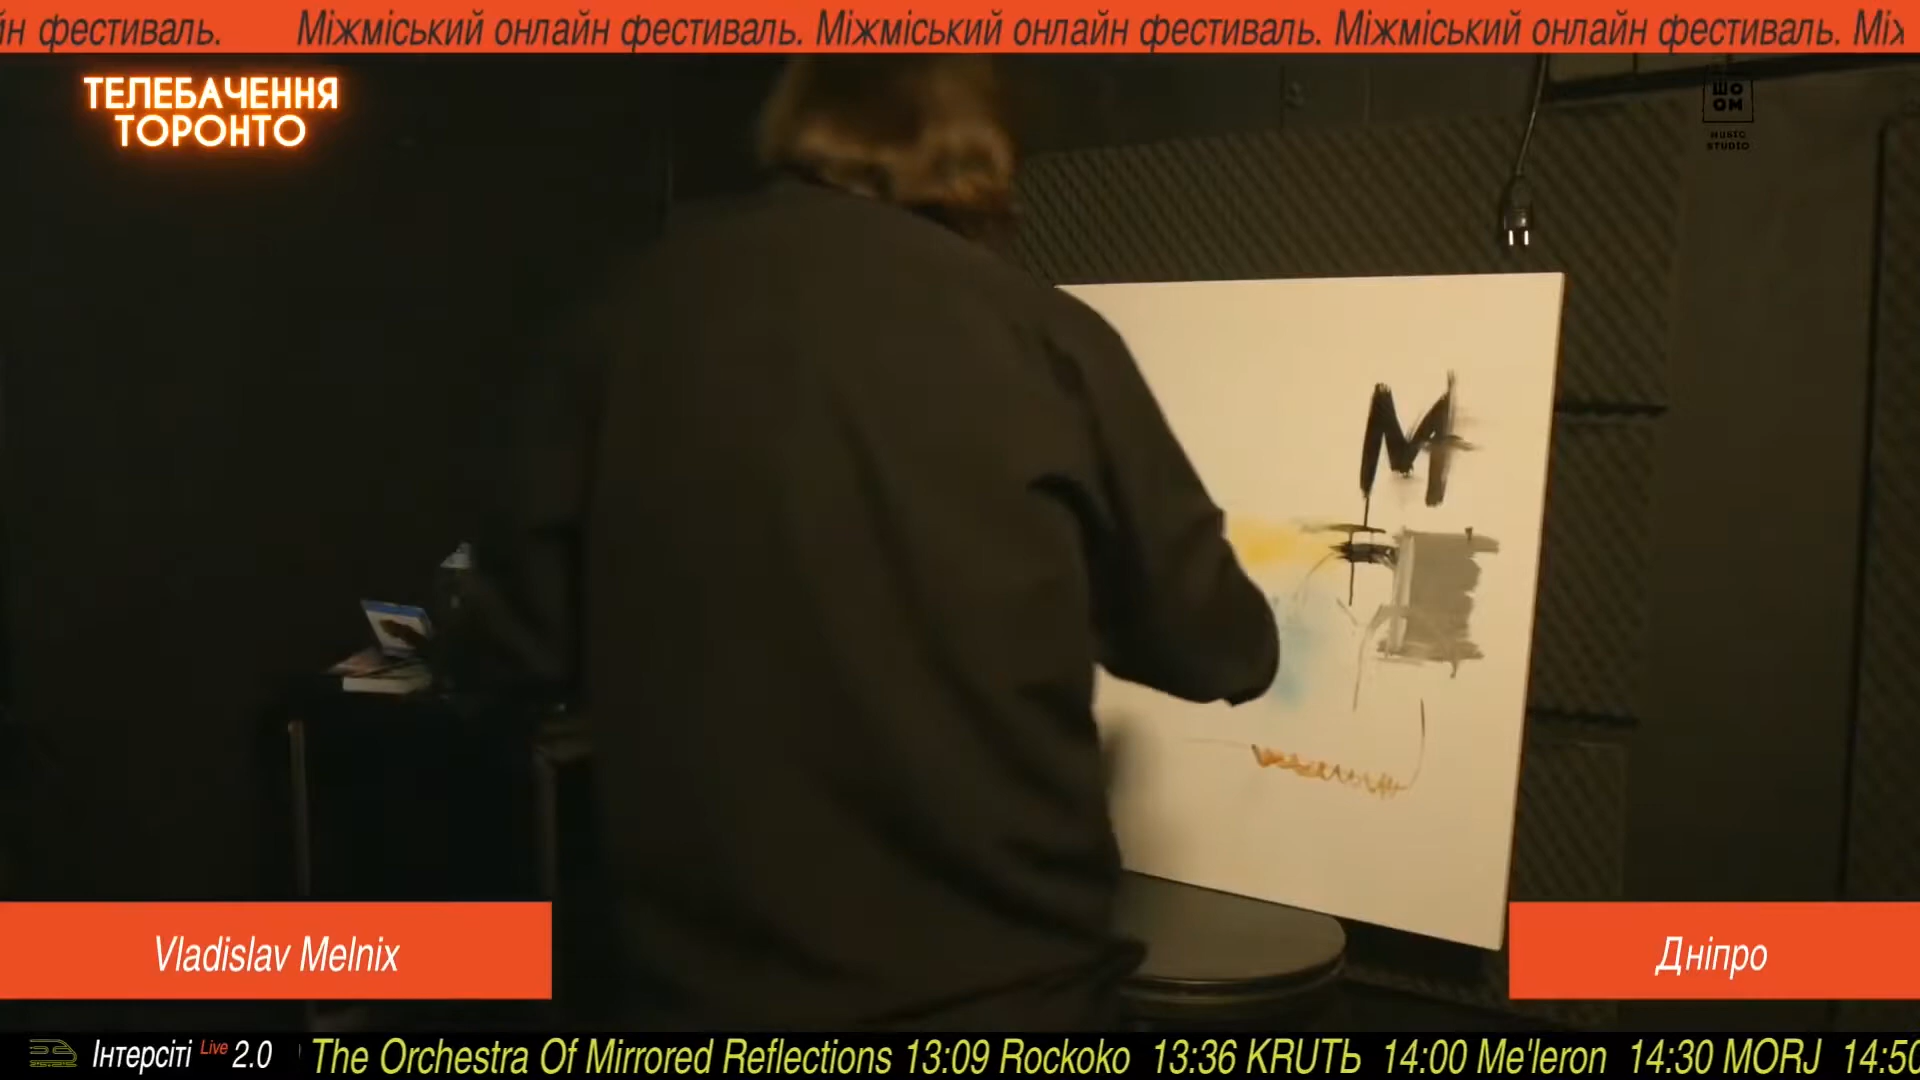 йн фестиваль. Міжміський онлайн фестиваль. Міжміський онлайн фестиваль. Міжміський онлайн фестиваль. Між
ТЕЛЕБАЧЕННЯ
ТОРОНТО
ШО
ОМ
MUSIC
STUDIO
М
Vladislav Melnix
Дніпро
Інтерсіті Live 2.0
The Orchestra Of Mirrored Reflections 13:09 Rockoko 13:36 KRUTЬ 14:00 Me'leron 14:30 MORJ 14:50